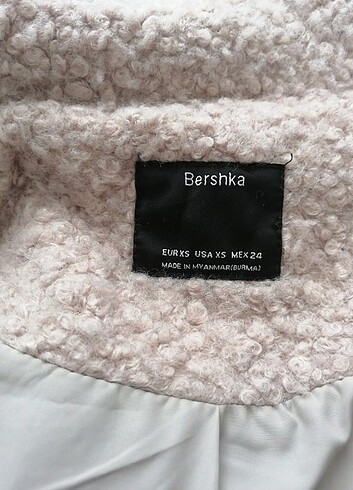 Bershka
EUR XS USA XS MEX 24
MADE IN MYANMAR(BURMA)